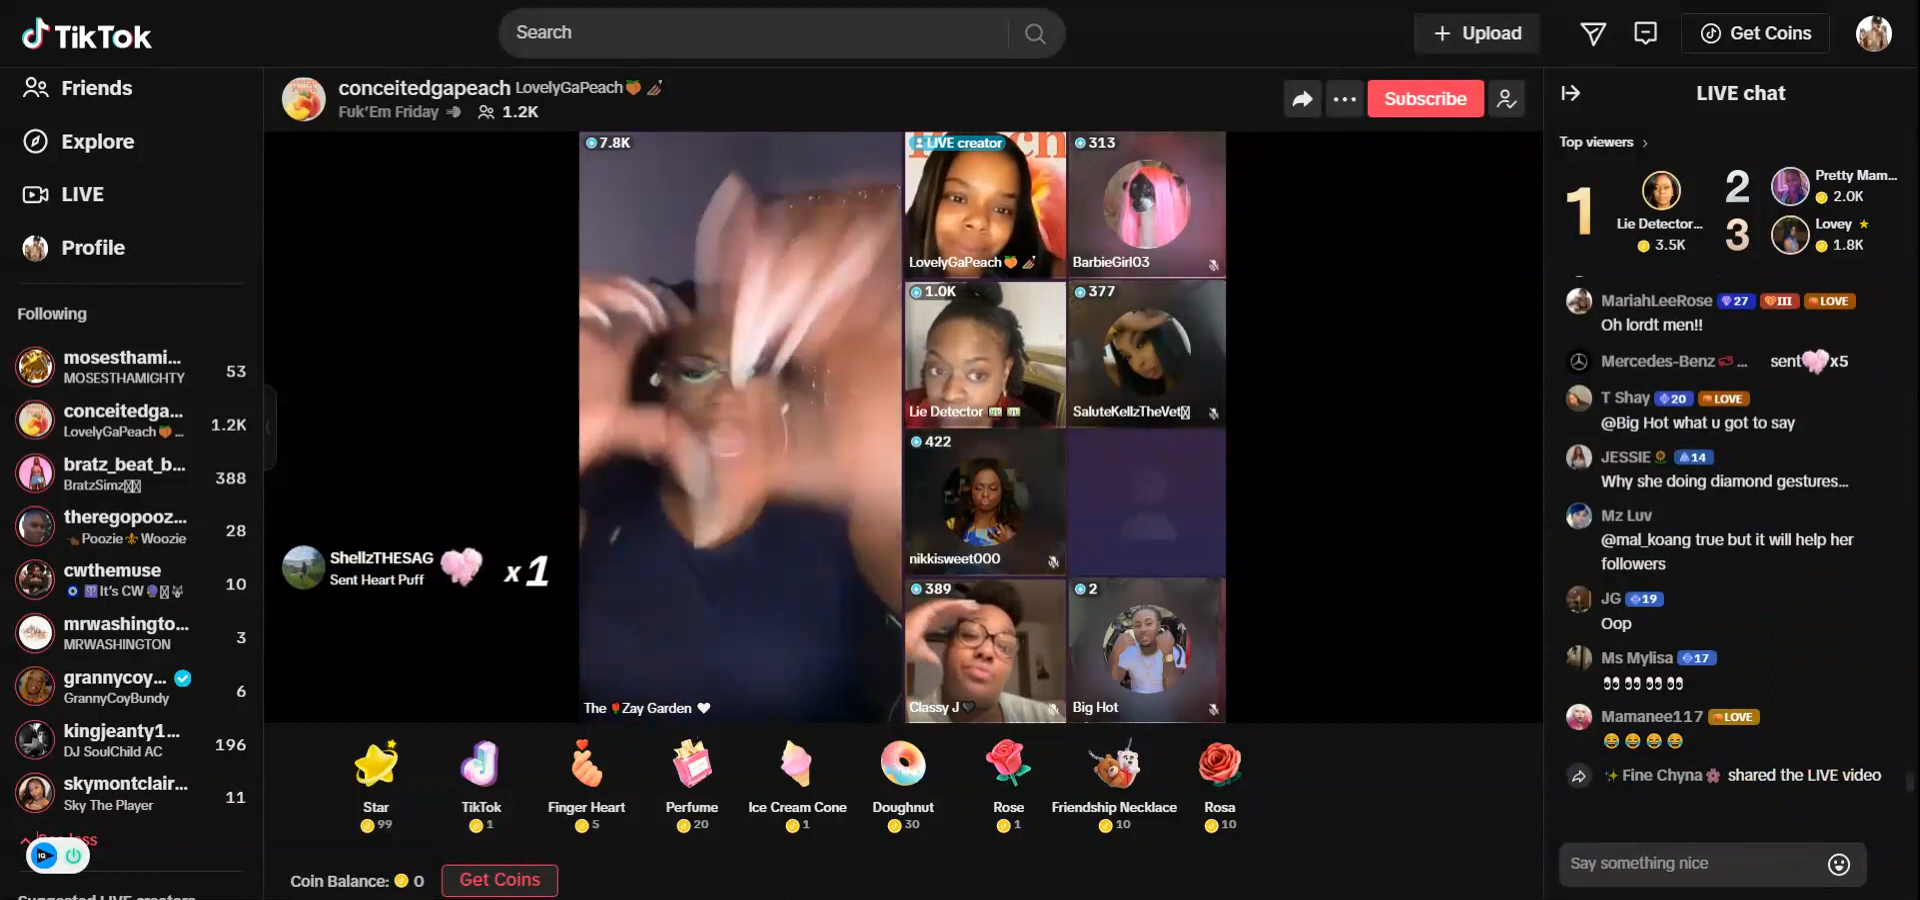 TikTok
Search
Upload
Get Coins
Friends
Explore
LIVE
Profile
Following
mosesthami...
MOSESTHAMIGHTY
53
conceitedga...
LovelyGaPeach🍑...
1.2K
bratz_beat_b...
BratzSimz
388
theregopooz...
Poozie⚜Woozie
28
cwthemuse
It's CW
10
mrwashingto...
MRWASHINGTON
3
grannycoy...
GrannyCoyBundy
6
kingjeanty1...
DJ SoulChild AC
196
skymontclair...
Sky The Player
11
See less
conceitedgapeach LovelyGaPeach🍑💅🏾
Fuk'Em Friday 💨 1.2K
Subscribe
7.8K
The 🌹Zay Garden 🤍
ShellzTHESAG
Sent Heart Puff
x1
LIVE creator
LovelyGaPeach🍑💅🏾
313
BarbieGirl03
1.0K
Lie Detector
377
SaluteKellzTheVet
422
nikkisweet000
389
Classy J🖤
2
Big Hot
Star
99
TikTok
1
Finger Heart
5
Perfume
20
Ice Cream Cone
1
Doughnut
30
Rose
1
Friendship Necklace
10
Rosa
10
Coin Balance: 0
Get Coins
LIVE chat
Top viewers
1
Lie Detector...
3.5K
2
Pretty Mam...
2.0K
3
Lovey ★
1.8K
MariahLeeRose 27 III LOVE
Oh lordt men!!
Mercedes-Benz... sent x5
T Shay 20 LOVE
@Big Hot what u got to say
JESSIE🌻 14
Why she doing diamond gestures...
Mz Luv
@mal_koang true but it will help her
followers
JG 19
Oop
Ms Mylisa 17
👀👀👀👀
Mamanee117 LOVE
😂😂😂😂
✨Fine Chyna🌸 shared the LIVE video
Say something nice